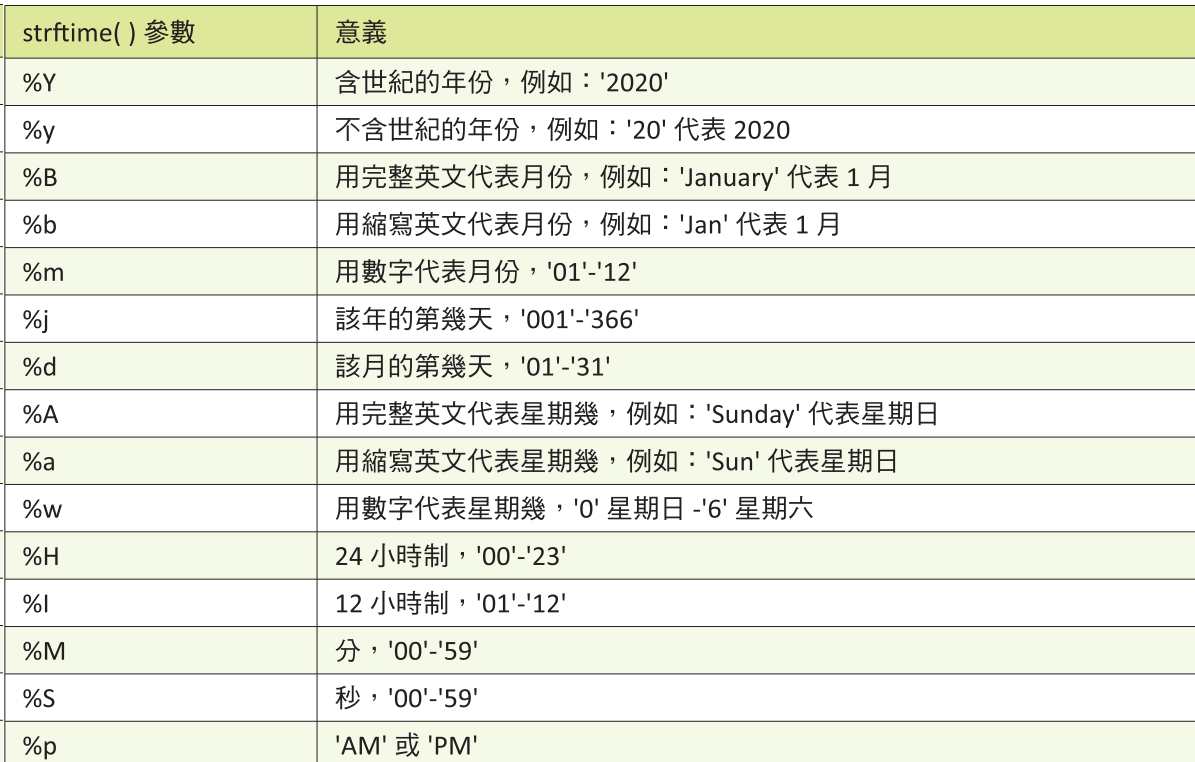 strftime( ) 參數 意義
%Y 含世紀的年份，例如：'2020'
%y 不含世紀的年份，例如：'20' 代表 2020
%B 用完整英文代表月份，例如：'January' 代表 1 月
%b 用縮寫英文代表月份，例如：'Jan' 代表 1 月
%m 用數字代表月份，'01'-'12'
%j 該年的第幾天，'001'-'366'
%d 該月的第幾天，'01'-'31'
%A 用完整英文代表星期幾，例如：'Sunday' 代表星期日
%a 用縮寫英文代表星期幾，例如：'Sun' 代表星期日
%w 用數字代表星期幾，'0' 星期日 -'6' 星期六
%H 24 小時制，'00'-'23'
%I 12 小時制，'01'-'12'
%M 分，'00'-'59'
%S 秒，'00'-'59'
%p 'AM' 或 'PM'